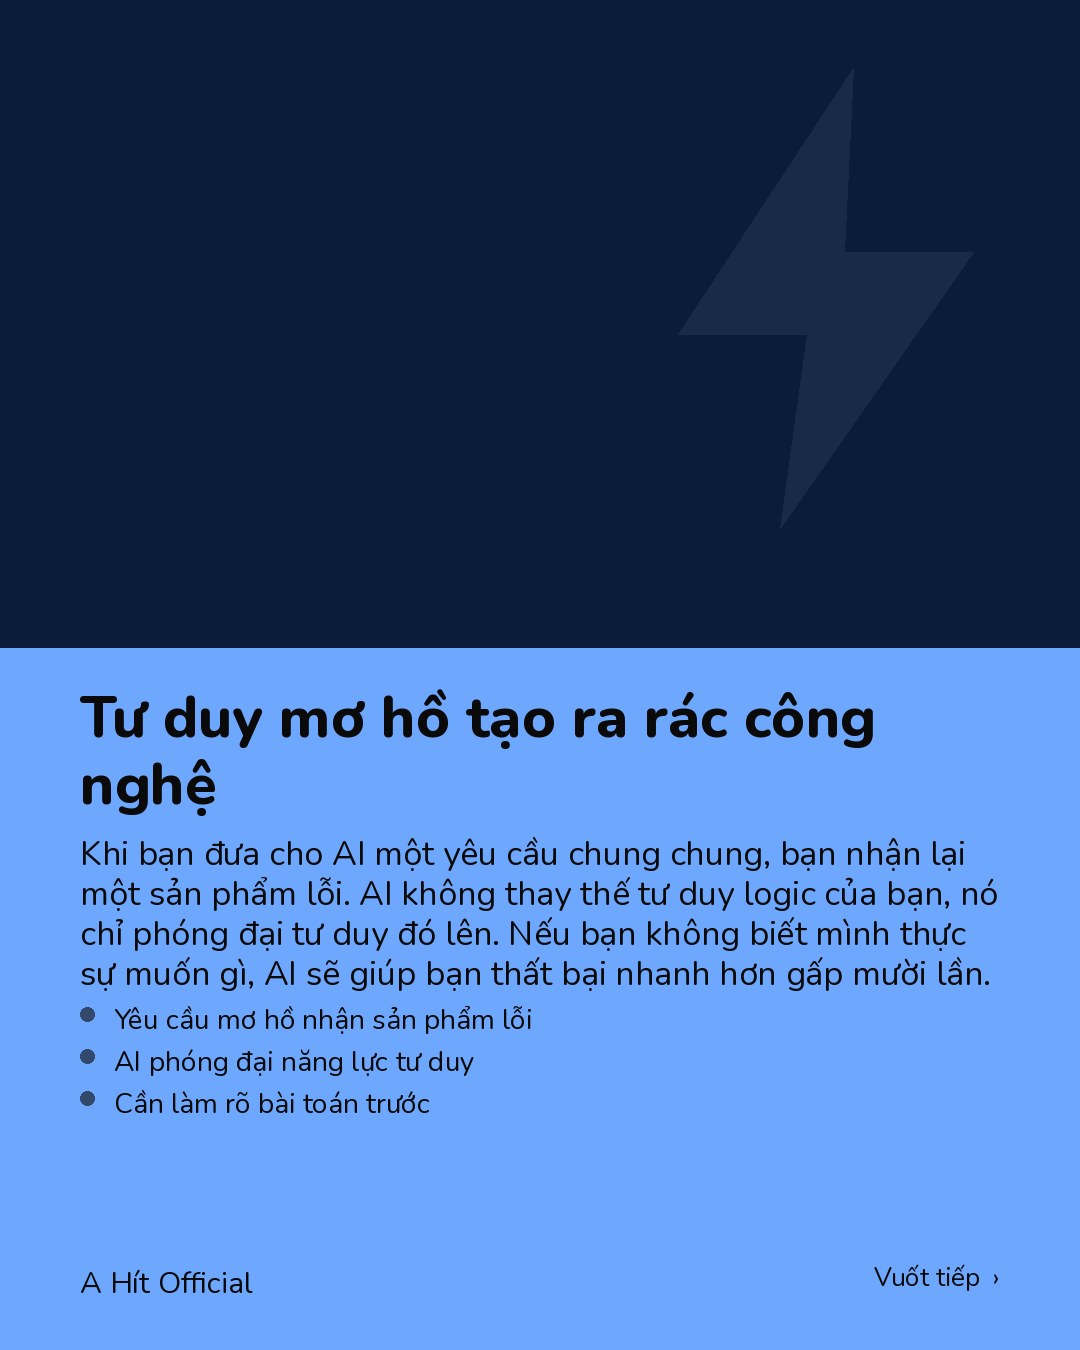 Tư duy mơ hồ tạo ra rác công
nghệ
Khi bạn đưa cho AI một yêu cầu chung chung, bạn nhận lại
một sản phẩm lỗi. AI không thay thế tư duy logic của bạn, nó
chỉ phóng đại tư duy đó lên. Nếu bạn không biết mình thực
sự muốn gì, AI sẽ giúp bạn thất bại nhanh hơn gấp mười lần.
Yêu cầu mơ hồ nhận sản phẩm lỗi
AI phóng đại năng lực tư duy
Cần làm rõ bài toán trước
A Hít Official
Vuốt tiếp ›